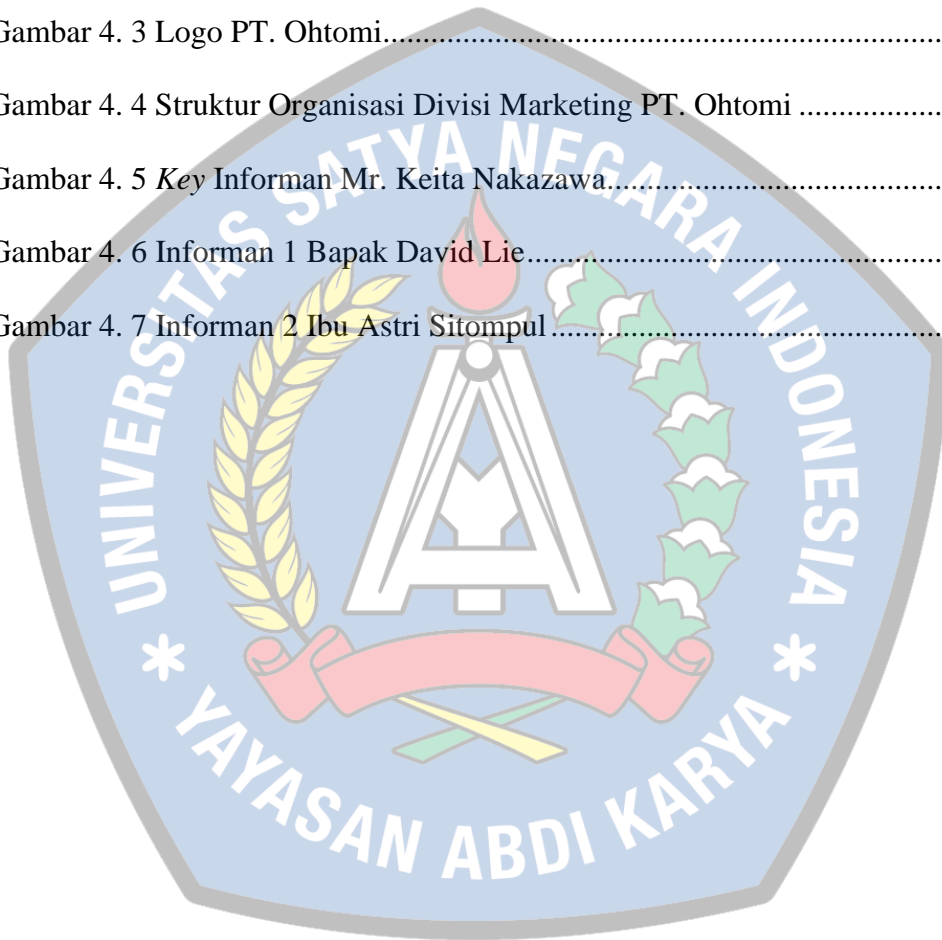 Gambar 4. 3 Logo PT. Ohtomi......................................................................
Gambar 4. 4 Struktur Organisasi Divisi Marketing PT. Ohtomi ..................
Gambar 4. 5 Key Informan Mr. Keita Nakazawa..........................................
Gambar 4. 6 Informan 1 Bapak David Lie....................................................
Gambar 4. 7 Informan 2 Ibu Astri Sitompul .................................................
UNIVERSITAS SATYA NEGARA INDONESIA
* YAYASAN ABDI KARYA *